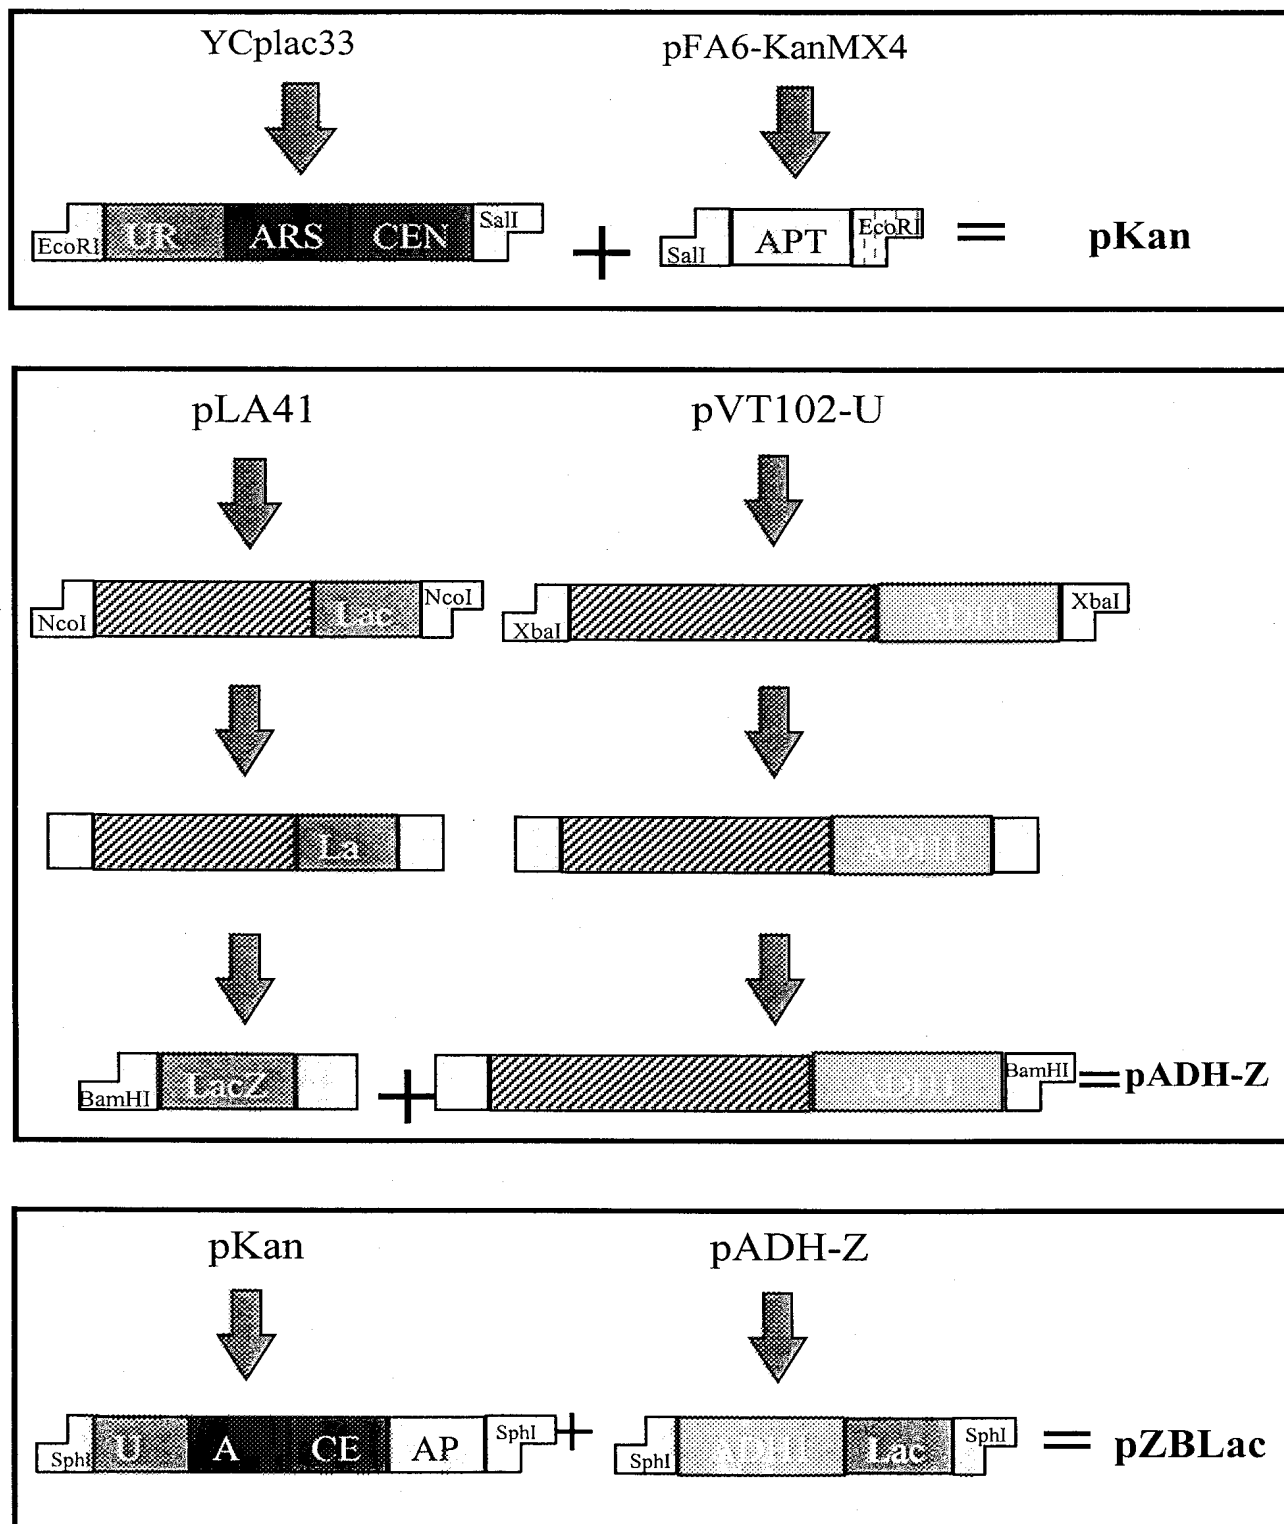 YCplac33 pFA6-KanMX4
EcoRI UR ARS CEN SalI + SalI APT EcoRI = pKan
pLA41 pVT102-U
NcoI Lac NcoI XbaI XbaI
La
BamHI LacZ + BamHI = pADH-Z
pKan pADH-Z
SphI U A CE AP SphI + SphI Lac SphI = pZBLac